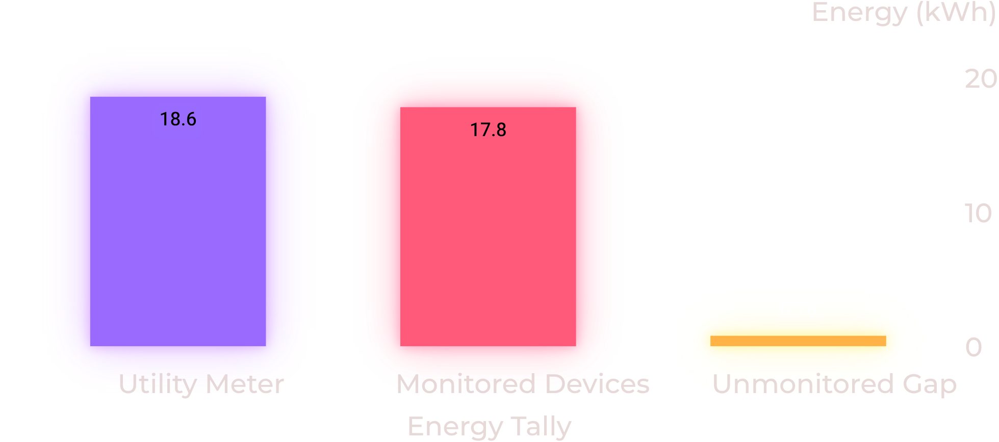 Energy (kWh)
20
18.6
17.8
10
0
Utility Meter
Monitored Devices
Unmonitored Gap
Energy Tally